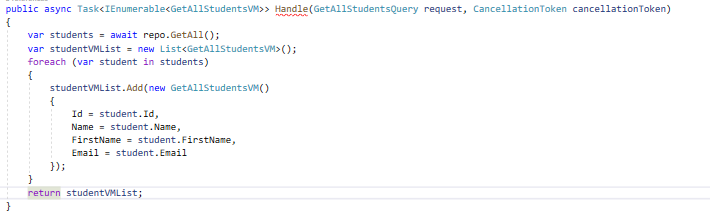 public async Task<IEnumerable<GetAllStudentsVM>> Handle(GetAllStudentsQuery request, CancellationToken cancellationToken)
{
    var students = await repo.GetAll();
    var studentVMList = new List<GetAllStudentsVM>();
    foreach (var student in students)
    {
        studentVMList.Add(new GetAllStudentsVM()
        {
            Id = student.Id,
            Name = student.Name,
            FirstName = student.FirstName,
            Email = student.Email
        });
    }
    return studentVMList;
}